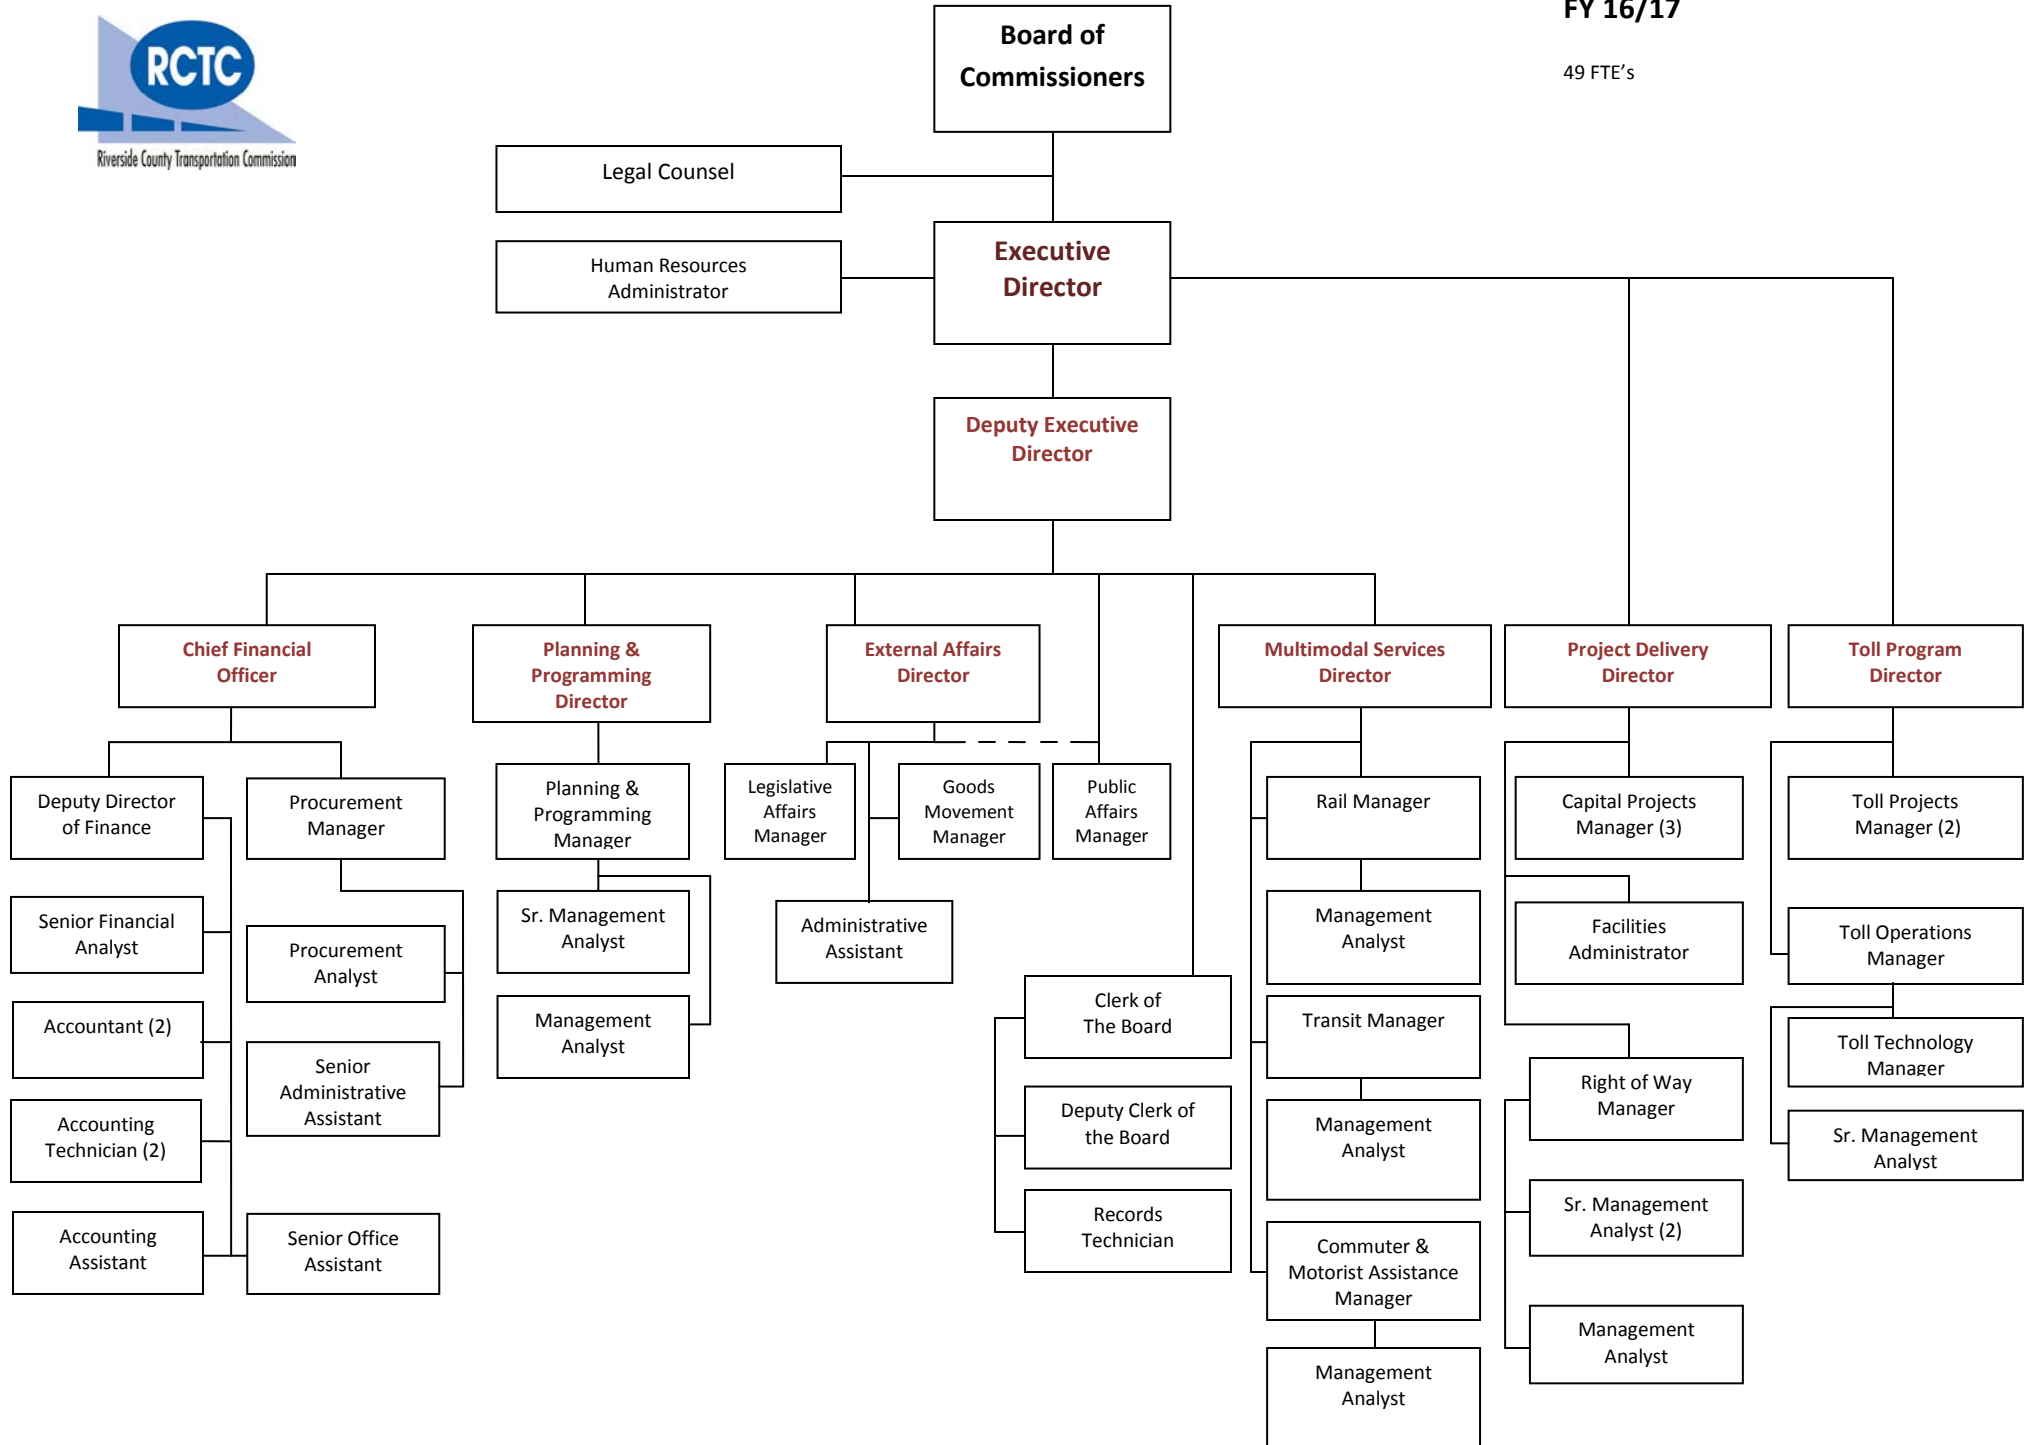 RCTC
Riverside County Transportation Commission
FY 16/17
49 FTE's
Board of
Commissioners
Legal Counsel
Human Resources
Administrator
Executive
Director
Deputy Executive
Director
Chief Financial
Officer
Planning &
Programming
Director
External Affairs
Director
Multimodal Services
Director
Project Delivery
Director
Toll Program
Director
Deputy Director
of Finance
Procurement
Manager
Planning &
Programming
Manager
Legislative
Affairs
Manager
Goods
Movement
Manager
Public
Affairs
Manager
Rail Manager
Capital Projects
Manager (3)
Toll Projects
Manager (2)
Senior Financial
Analyst
Procurement
Analyst
Sr. Management
Analyst
Administrative
Assistant
Management
Analyst
Facilities
Administrator
Toll Operations
Manager
Accountant (2)
Management
Analyst
Clerk of
The Board
Transit Manager
Toll Technology
Manager
Senior
Administrative
Assistant
Right of Way
Manager
Accounting
Technician (2)
Deputy Clerk of
the Board
Management
Analyst
Sr. Management
Analyst
Accounting
Assistant
Senior Office
Assistant
Records
Technician
Sr. Management
Analyst (2)
Commuter &
Motorist Assistance
Manager
Management
Analyst
Management
Analyst